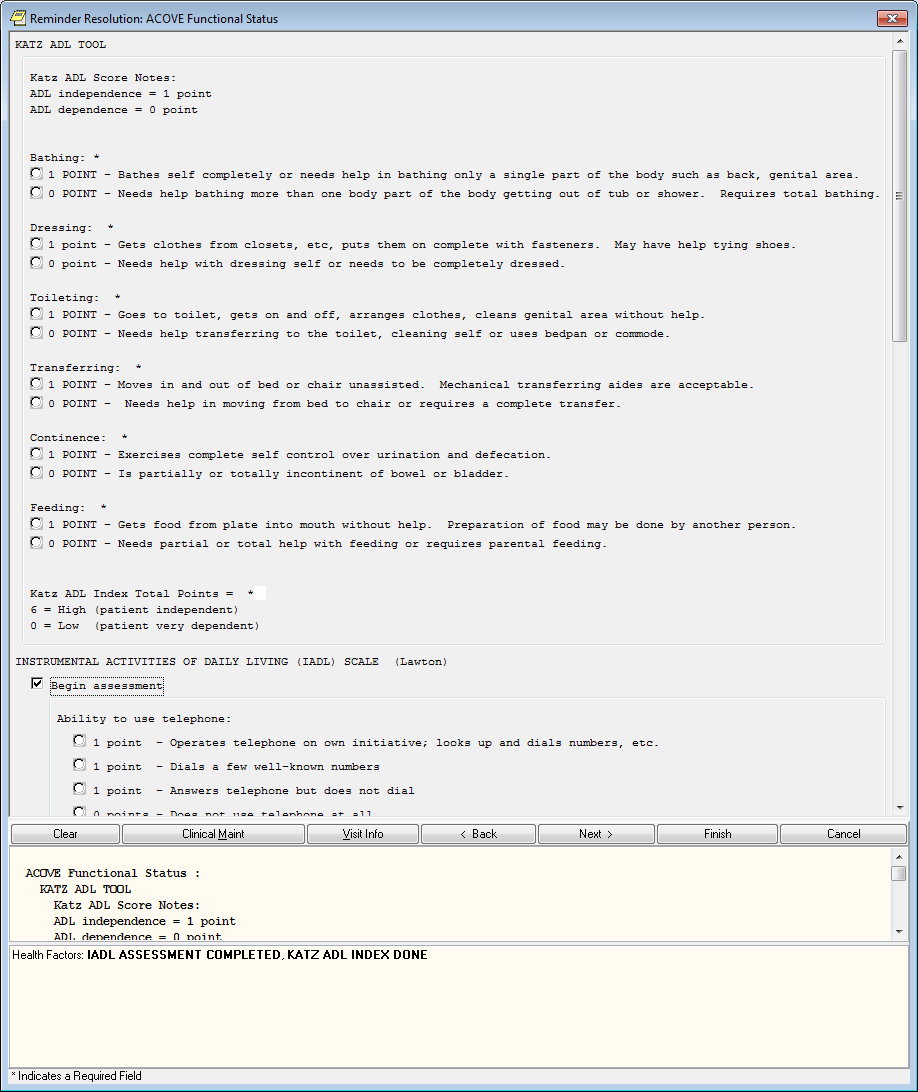 Reminder Resolution: ACOVE Functional Status
KATZ ADL TOOL
Katz ADL Score Notes:
ADL independence = 1 point
ADL dependence = 0 point
Bathing: *
1 POINT - Bathes self completely or needs help in bathing only a single part of the body such as back, genital area.
0 POINT - Needs help bathing more than one body part of the body getting out of tub or shower. Requires total bathing.
Dressing: *
1 point - Gets clothes from closets, etc, puts them on complete with fasteners. May have help tying shoes.
0 point - Needs help with dressing self or needs to be completely dressed.
Toileting: *
1 POINT - Goes to toilet, gets on and off, arranges clothes, cleans genital area without help.
0 POINT - Needs help transferring to the toilet, cleaning self or uses bedpan or commode.
Transferring: *
1 POINT - Moves in and out of bed or chair unassisted. Mechanical transferring aides are acceptable.
0 POINT - Needs help in moving from bed to chair or requires a complete transfer.
Continence: *
1 POINT - Exercises complete self control over urination and defecation.
0 POINT - Is partially or totally incontinent of bowel or bladder.
Feeding: *
1 POINT - Gets food from plate into mouth without help. Preparation of food may be done by another person.
0 POINT - Needs partial or total help with feeding or requires parental feeding.
Katz ADL Index Total Points = *
6 = High (patient independent)
0 = Low (patient very dependent)
INSTRUMENTAL ACTIVITIES OF DAILY LIVING (IADL) SCALE (Lawton)
Begin assessment
Ability to use telephone:
1 point - Operates telephone on own initiative; looks up and dials numbers, etc.
1 point - Dials a few well-known numbers
1 point - Answers telephone but does not dial
0 points - Does not use telephone at all
Clear Clinical Maint Visit Info < Back Next > Finish Cancel
ACOVE Functional Status :
KATZ ADL TOOL
Katz ADL Score Notes:
ADL independence = 1 point
ADL dependence = 0 point
Health Factors: IADL ASSESSMENT COMPLETED, KATZ ADL INDEX DONE
* Indicates a Required Field